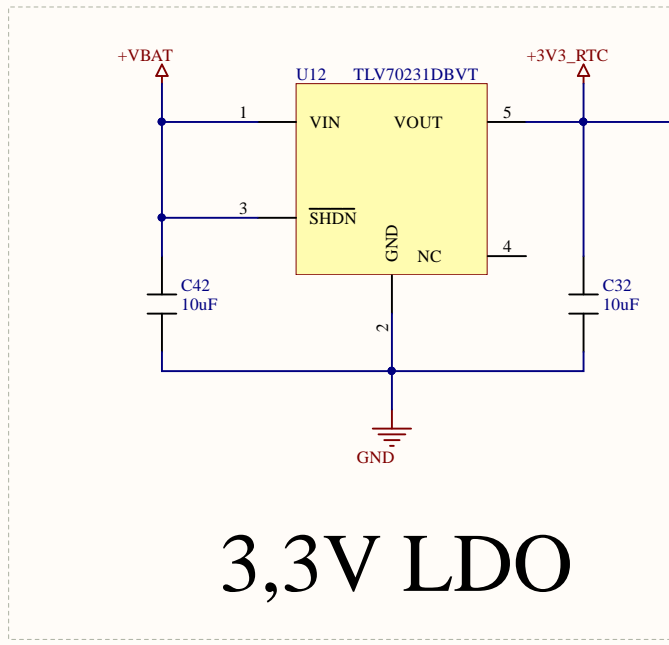 +VBAT
+3V3_RTC
U12 TLV70231DBVT
1
VIN
VOUT
5
3
SHDN
GND
NC
4
C42
10uF
C32
10uF
2
GND
3,3V LDO